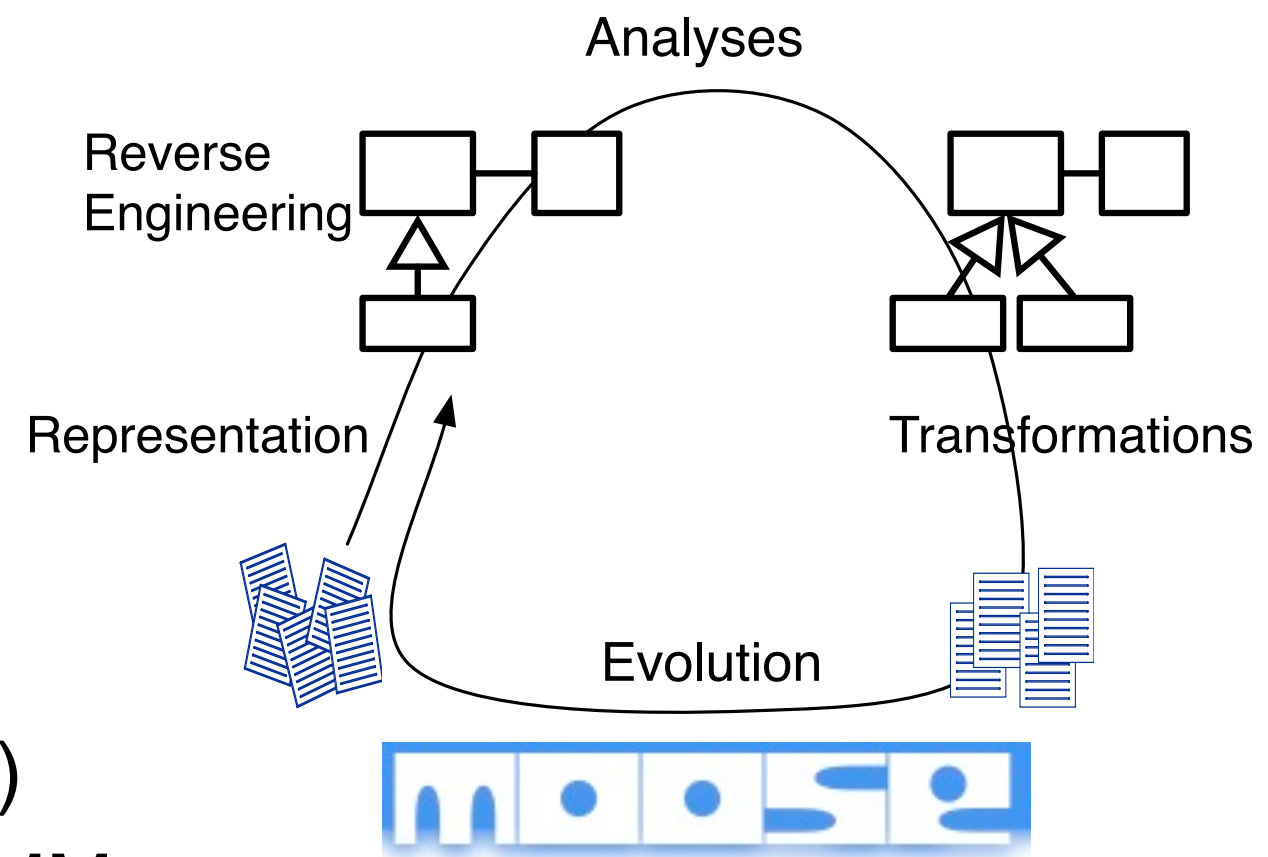 Analyses
Reverse
Engineering
Representation
Transformations
Evolution
)
moose